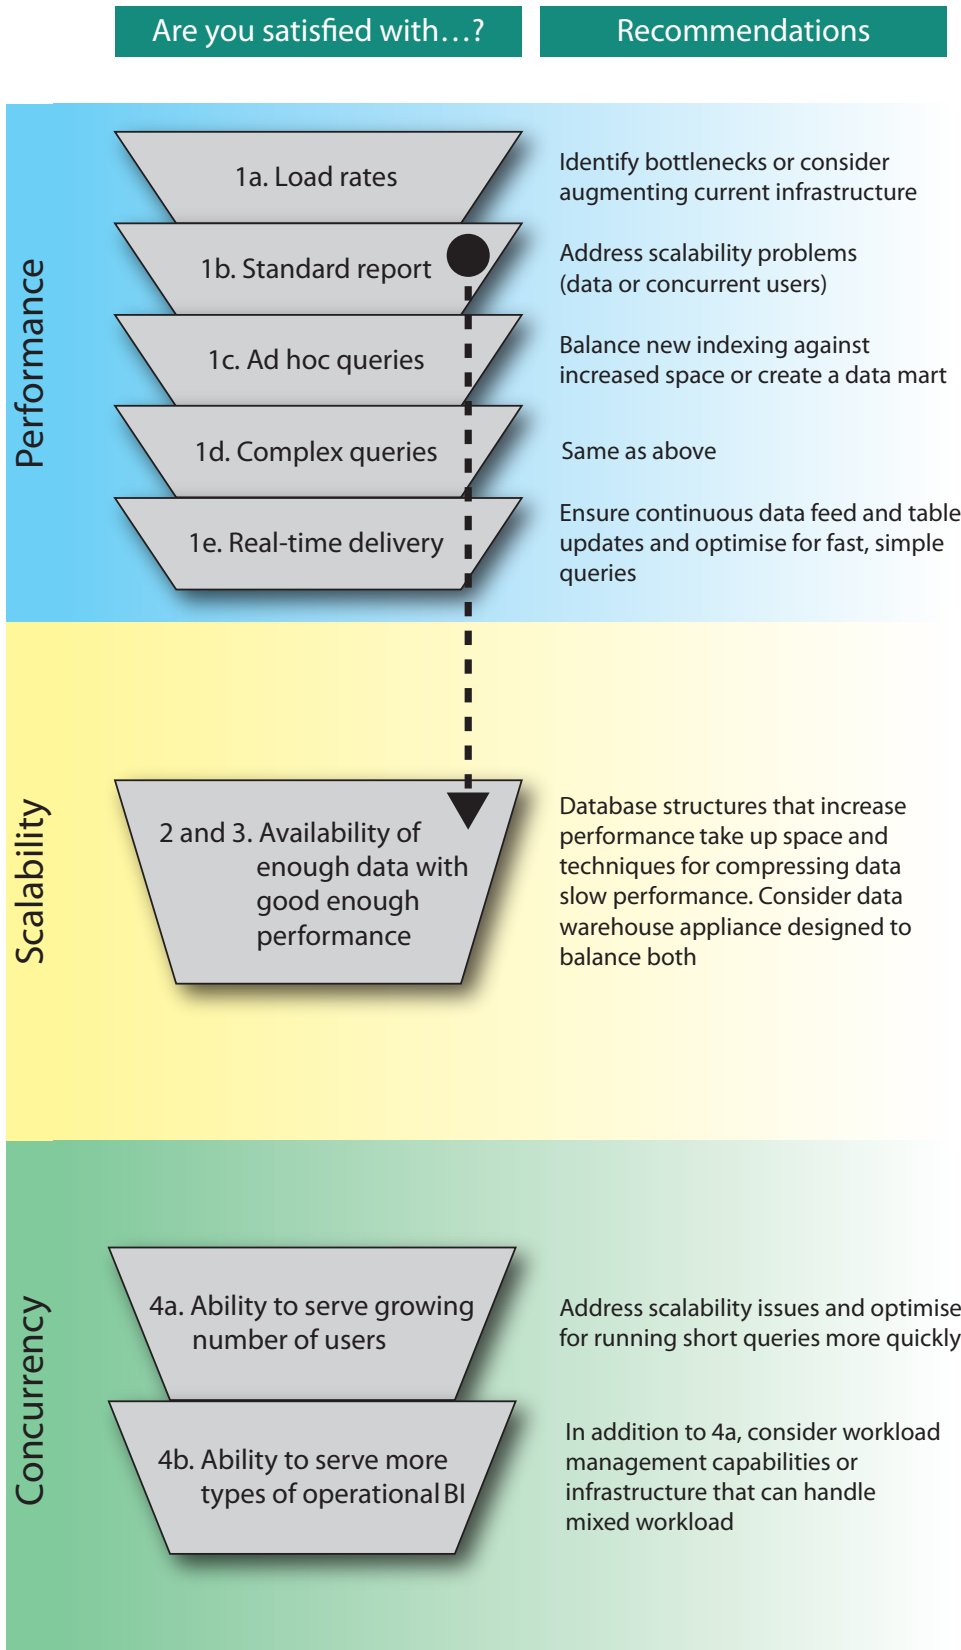 Are you satisfied with…?
Recommendations
Performance
1a. Load rates
Identify bottlenecks or consider
augmenting current infrastructure
1b. Standard report
Address scalability problems
(data or concurrent users)
1c. Ad hoc queries
Balance new indexing against
increased space or create a data mart
1d. Complex queries
Same as above
1e. Real-time delivery
Ensure continuous data feed and table
updates and optimise for fast, simple
queries
Scalability
2 and 3. Availability of
enough data with
good enough
performance
Database structures that increase
performance take up space and
techniques for compressing data
slow performance. Consider data
warehouse appliance designed to
balance both
Concurrency
4a. Ability to serve growing
number of users
Address scalability issues and optimise
for running short queries more quickly
4b. Ability to serve more
types of operational BI
In addition to 4a, consider workload
management capabilities or
infrastructure that can handle
mixed workload